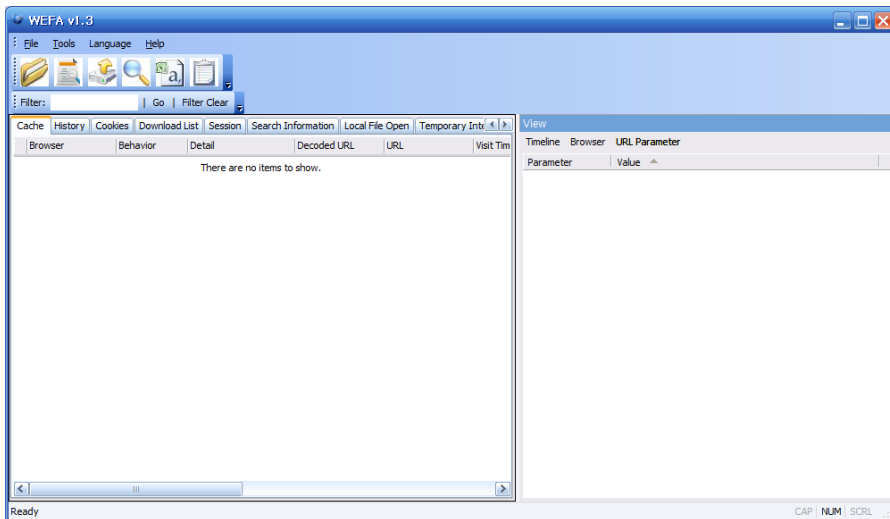 WEFA v1.3
File Tools Language Help
a,
Filter: | Go | Filter Clear
Cache History Cookies Download List Session Search Information Local File Open Temporary Inte
Browser Behavior Detail Decoded URL URL Visit Tim
There are no items to show.
View
Timeline Browser URL Parameter
Parameter Value
Ready
CAP NUM SCRL